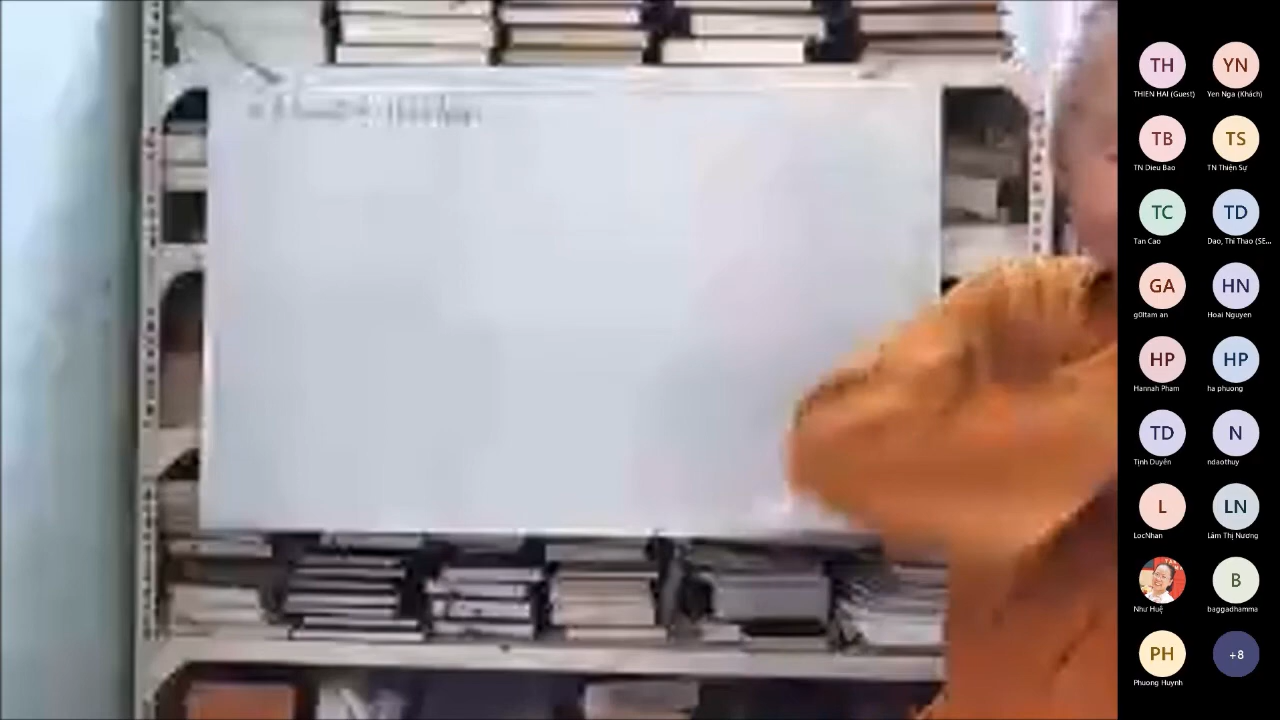 TH YN
THIEN HAI (Guest) Yen Nga (Khách)
TB TS
TN Dieu Bao TN Thiện Sự
TC TD
Tan Cao Dao, Thi Thao (SE...
GA HN
g0ltam an Hoai Nguyen
HP HP
Hannah Pham ha phuong
TD N
Tịnh Duyên ndaothuy
L LN
LocNhan Lâm Thị Nương
Như Huệ baggadhamma
B
PH +8
Phuong Huynh